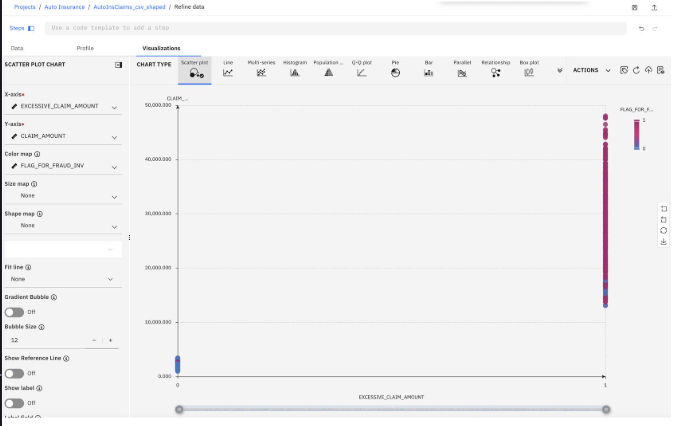 Projects / Auto Insurance / AutoInsClaims_csv_shaped / Refine data
Steps Use a code template to add a step
Data Profile Visualizations
SCATTER PLOT CHART
CHART TYPE Scatter plot Line Multi-series Histogram Population ... Q-Q plot Pie Bar Parallel Relationship Box plot ACTIONS
X-axis*
EXCESSIVE_CLAIM_AMOUNT
Y-axis*
CLAIM_AMOUNT
Color map
FLAG_FOR_FRAUD_INV
Size map
None
Shape map
None
Fit line
None
Gradient Bubble
Off
Bubble Size
12 - +
Show Reference Line
Off
Show label
Off
Label field
CLAIM_...
50,000.000
40,000.000
30,000.000
20,000.000
10,000.000
0.000
0 1
EXCESSIVE_CLAIM_AMOUNT
FLAG_FOR_F...
1
0